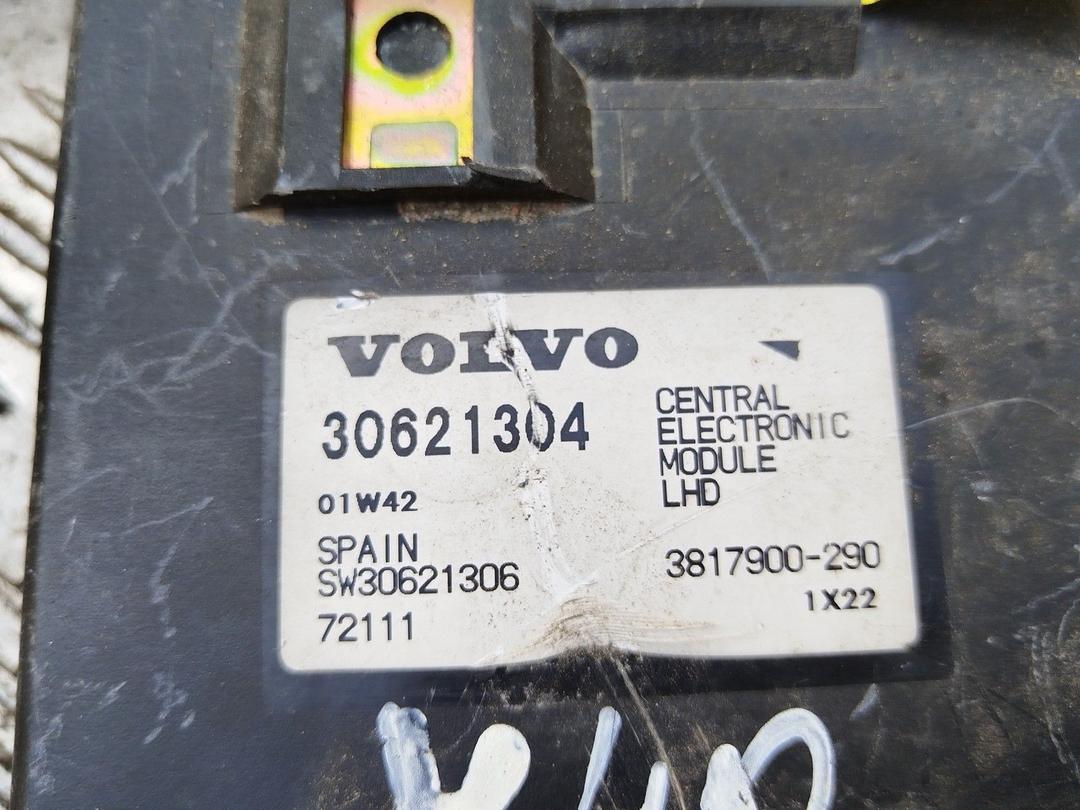 VOLVO
30621304
CENTRAL
ELECTRONIC
MODULE
LHD
01W42
SPAIN
SW30621306
72111
3817900-290
1X22